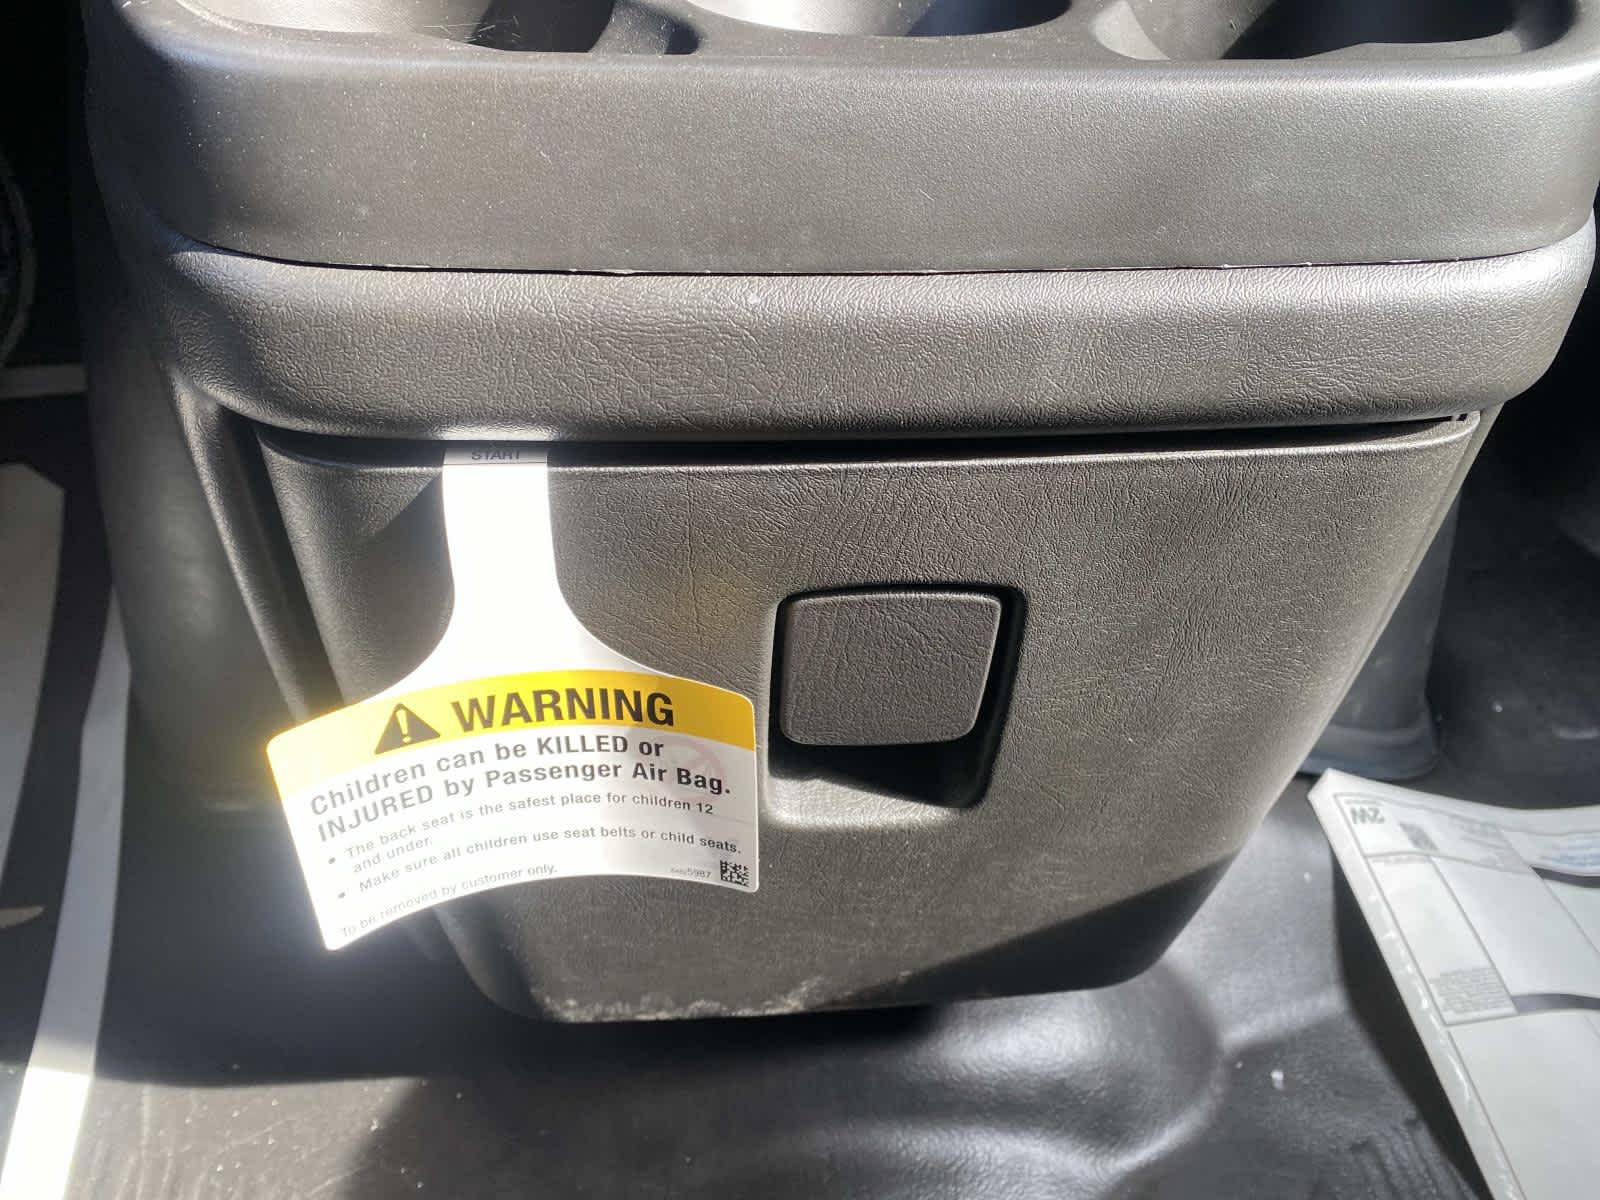 START
WARNING
Children can be KILLED or
INJURED by Passenger Air Bag.
• The back seat is the safest place for children 12
and under.
• Make sure all children use seat belts or child seats.
To be removed by customer only.
2W